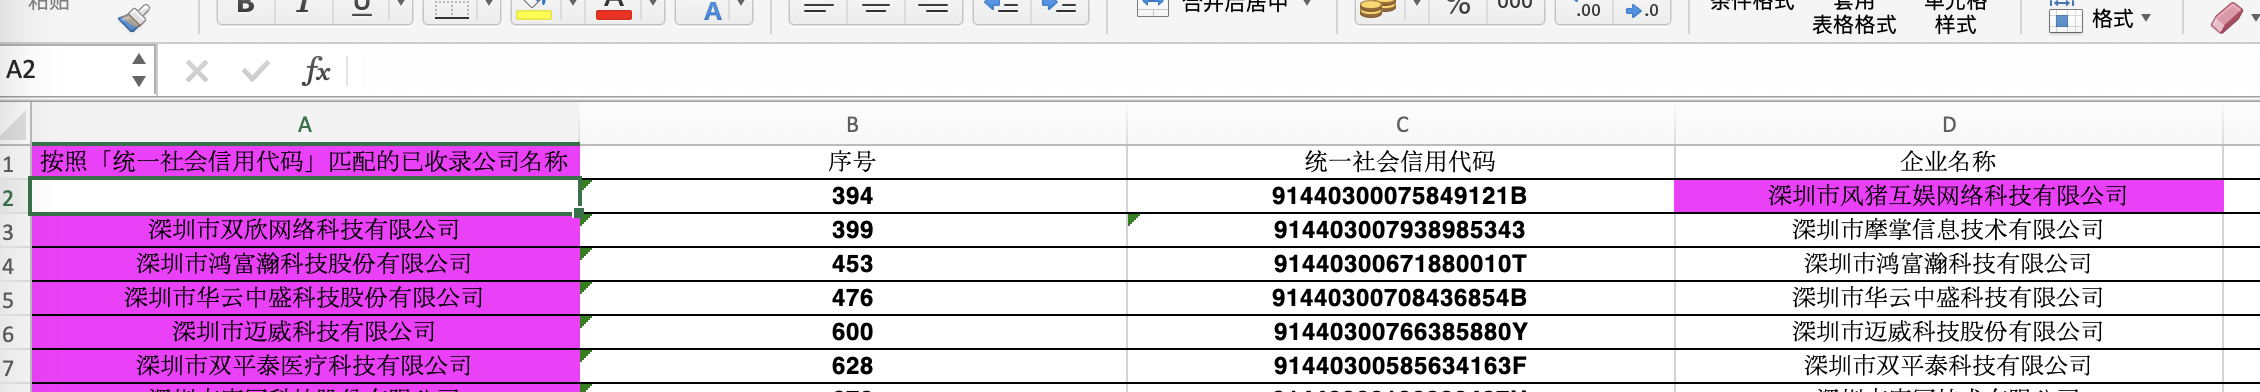 粘贴
B I U A A 合并后居中 % 000 条件格式 套用 单元格
.00 .0 表格格式 样式 格式
A2 fx
A B C D
1 按照「统一社会信用代码」匹配的已收录公司名称 序号 统一社会信用代码 企业名称
2 394 91440300075849121B 深圳市风猪互娱网络科技有限公司
3 深圳市双欣网络科技有限公司 399 914403007938985343 深圳市摩掌信息技术有限公司
4 深圳市鸿富瀚科技股份有限公司 453 91440300671880010T 深圳市鸿富瀚科技有限公司
5 深圳市华云中盛科技股份有限公司 476 91440300708436854B 深圳市华云中盛科技有限公司
6 深圳市迈威科技有限公司 600 91440300766385880Y 深圳市迈威科技股份有限公司
7 深圳市双平泰医疗科技有限公司 628 91440300585634163F 深圳市双平泰科技有限公司